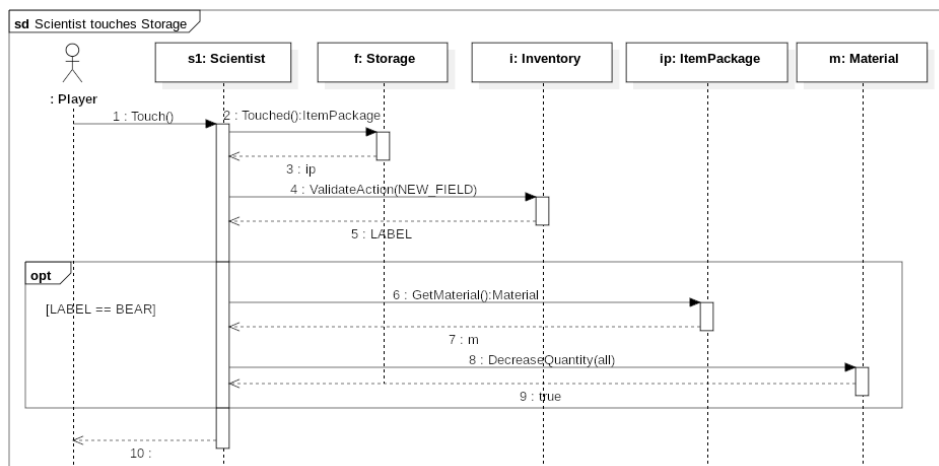 sd Scientist touches Storage
s1: Scientist
f: Storage
i: Inventory
ip: ItemPackage
m: Material
: Player
1 : Touch()
2 : Touched():ItemPackage
3 : ip
4 : ValidateAction(NEW_FIELD)
5 : LABEL
opt
[LABEL == BEAR]
6 : GetMaterial():Material
7 : m
8 : DecreaseQuantity(all)
9 : true
10 :